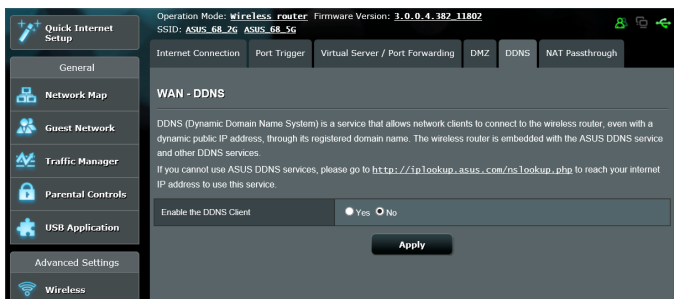 Quick Internet
Setup
General
Network Map
Guest Network
Traffic Manager
Parental Controls
USB Application
Advanced Settings
Wireless
Operation Mode: Wireless router Firmware Version: 3.0.0.4.382_11802
SSID: ASUS_68_2G ASUS_68_5G
Internet Connection Port Trigger Virtual Server / Port Forwarding DMZ DDNS NAT Passthrough
WAN - DDNS
DDNS (Dynamic Domain Name System) is a service that allows network clients to connect to the wireless router, even with a
dynamic public IP address, through its registered domain name. The wireless router is embedded with the ASUS DDNS service
and other DDNS services.
If you cannot use ASUS DDNS services, please go to http://iplookup.asus.com/nslookup.php to reach your internet
IP address to use this service.
Enable the DDNS Client Yes No
Apply